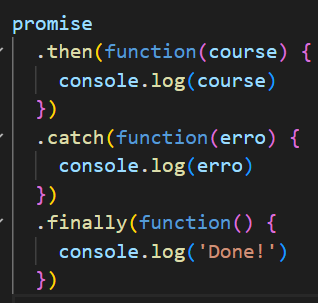 promise
  .then(function(course) {
    console.log(course)
  })
  .catch(function(erro) {
    console.log(erro)
  })
  .finally(function() {
    console.log('Done!')
  })